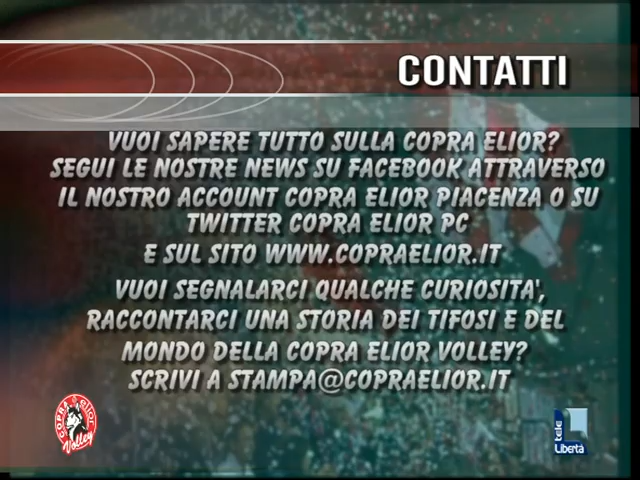 CONTATTI
VUOI SAPERE TUTTO SULLA COPRA ELIOR?
SEGUI LE NOSTRE NEWS SU FACEBOOK ATTRAVERSO
IL NOSTRO ACCOUNT COPRA ELIOR PIACENZA O SU
TWITTER COPRA ELIOR PC
E SUL SITO WWW.COPRAELIOR.IT
VUOI SEGNALARCI QUALCHE CURIOSITA',
RACCONTARCI UNA STORIA DEI TIFOSI E DEL
MONDO DELLA COPRA ELIOR VOLLEY?
SCRIVI A STAMPA@COPRAELIOR.IT
COPRA elior
Volley
tele
Libertà